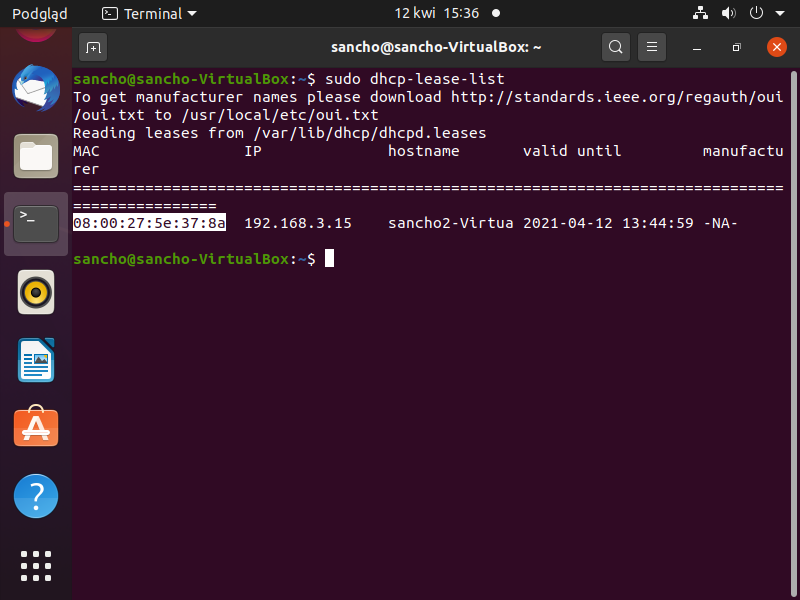 Podgląd Terminal 12 kwi 15:36
sancho@sancho-VirtualBox: ~
sancho@sancho-VirtualBox:~$ sudo dhcp-lease-list
To get manufacturer names please download http://standards.ieee.org/regauth/oui
/oui.txt to /usr/local/etc/oui.txt
Reading leases from /var/lib/dhcp/dhcpd.leases
MAC IP hostname valid until manufactu
rer
===============================================================================
================
08:00:27:5e:37:8a 192.168.3.15 sancho2-Virtua 2021-04-12 13:44:59 -NA-
sancho@sancho-VirtualBox:~$